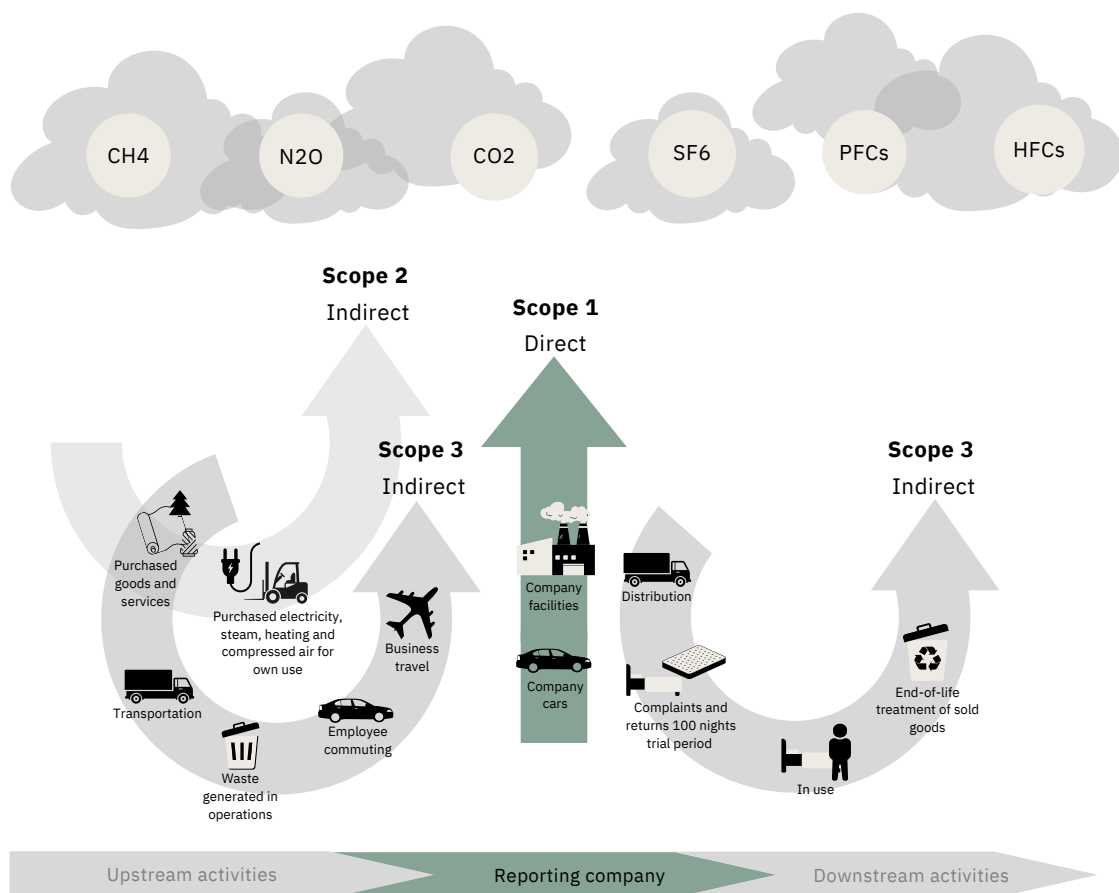 CH4
N2O
CO2
SF6
PFCs
HFCs
Scope 2
Indirect
Scope 1
Direct
Scope 3
Indirect
Scope 3
Indirect
Purchased
goods and
services
Purchased electricity,
steam, heating and
compressed air for
own use
Business
travel
Transportation
Employee
commuting
Waste
generated in
operations
Company
facilities
Company
cars
Distribution
Complaints and
returns 100 nights
trial period
In use
End-of-life
treatment of sold
goods
Upstream activities
Reporting company
Downstream activities